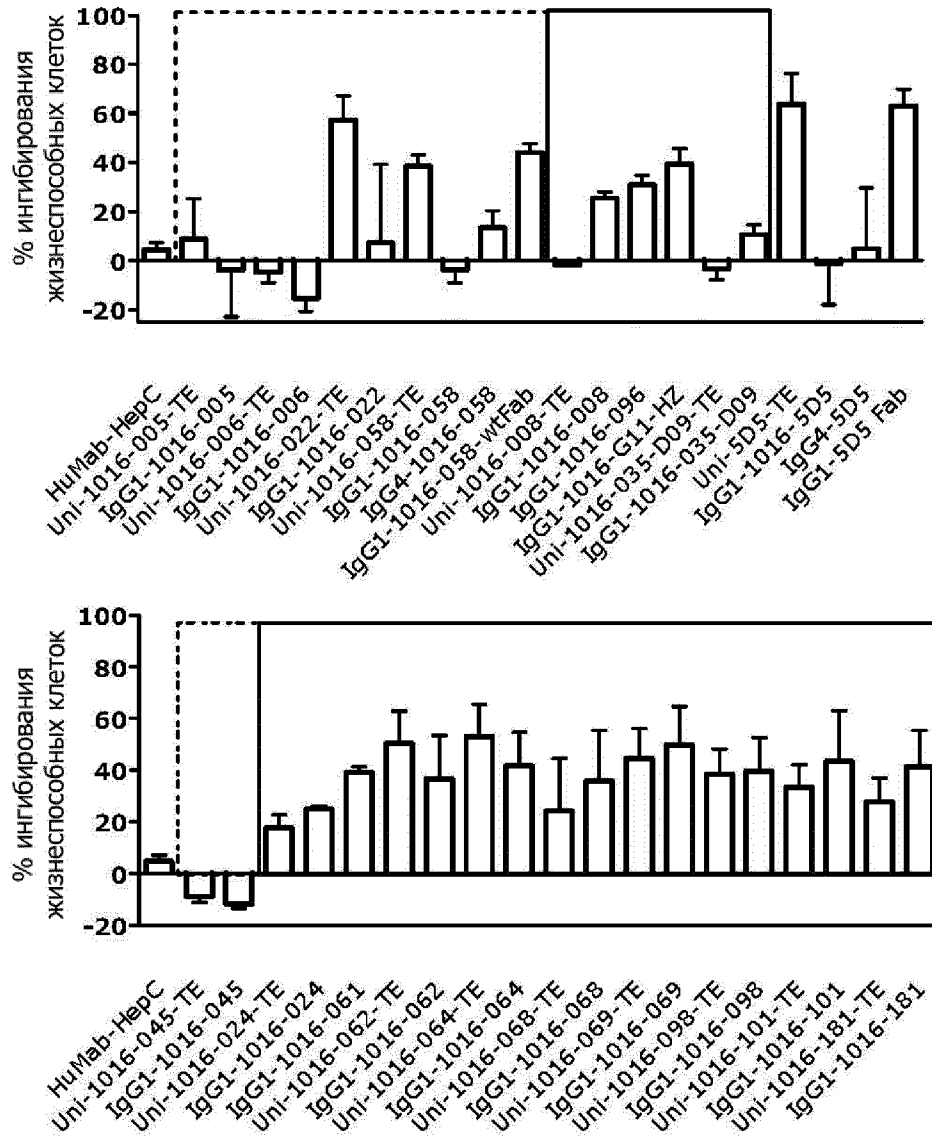 % ингибирования
жизнеспособных клеток
100
80
60
40
20
0
-20
HuMab-HepC
Uni-1016-005-TE
IgG1-1016-005
Uni-1016-006-TE
IgG1-1016-006
Uni-1016-022-TE
IgG1-1016-022
Uni-1016-058-TE
IgG1-1016-058
IgG4-1016-058
IgG1-1016-058-wtFab
Uni-1016-008-TE
IgG1-1016-008
IgG1-1016-096
IgG1-1016-G11-HZ
Uni-1016-035-D09-TE
IgG1-1016-035-D09
Uni-5D5-TE
IgG1-1016-5D5
IgG4-5D5
IgG1-5D5 Fab
% ингибирования
жизнеспособных клеток
100
80
60
40
20
0
-20
HuMab-HepC
Uni-1016-045-TE
IgG1-1016-045
Uni-1016-024-TE
IgG1-1016-024
IgG1-1016-061
Uni-1016-062-TE
IgG1-1016-062
Uni-1016-064-TE
IgG1-1016-064
Uni-1016-068-TE
IgG1-1016-068
Uni-1016-069-TE
IgG1-1016-069
Uni-1016-098-TE
IgG1-1016-098
Uni-1016-101-TE
IgG1-1016-101
Uni-1016-181-TE
IgG1-1016-181